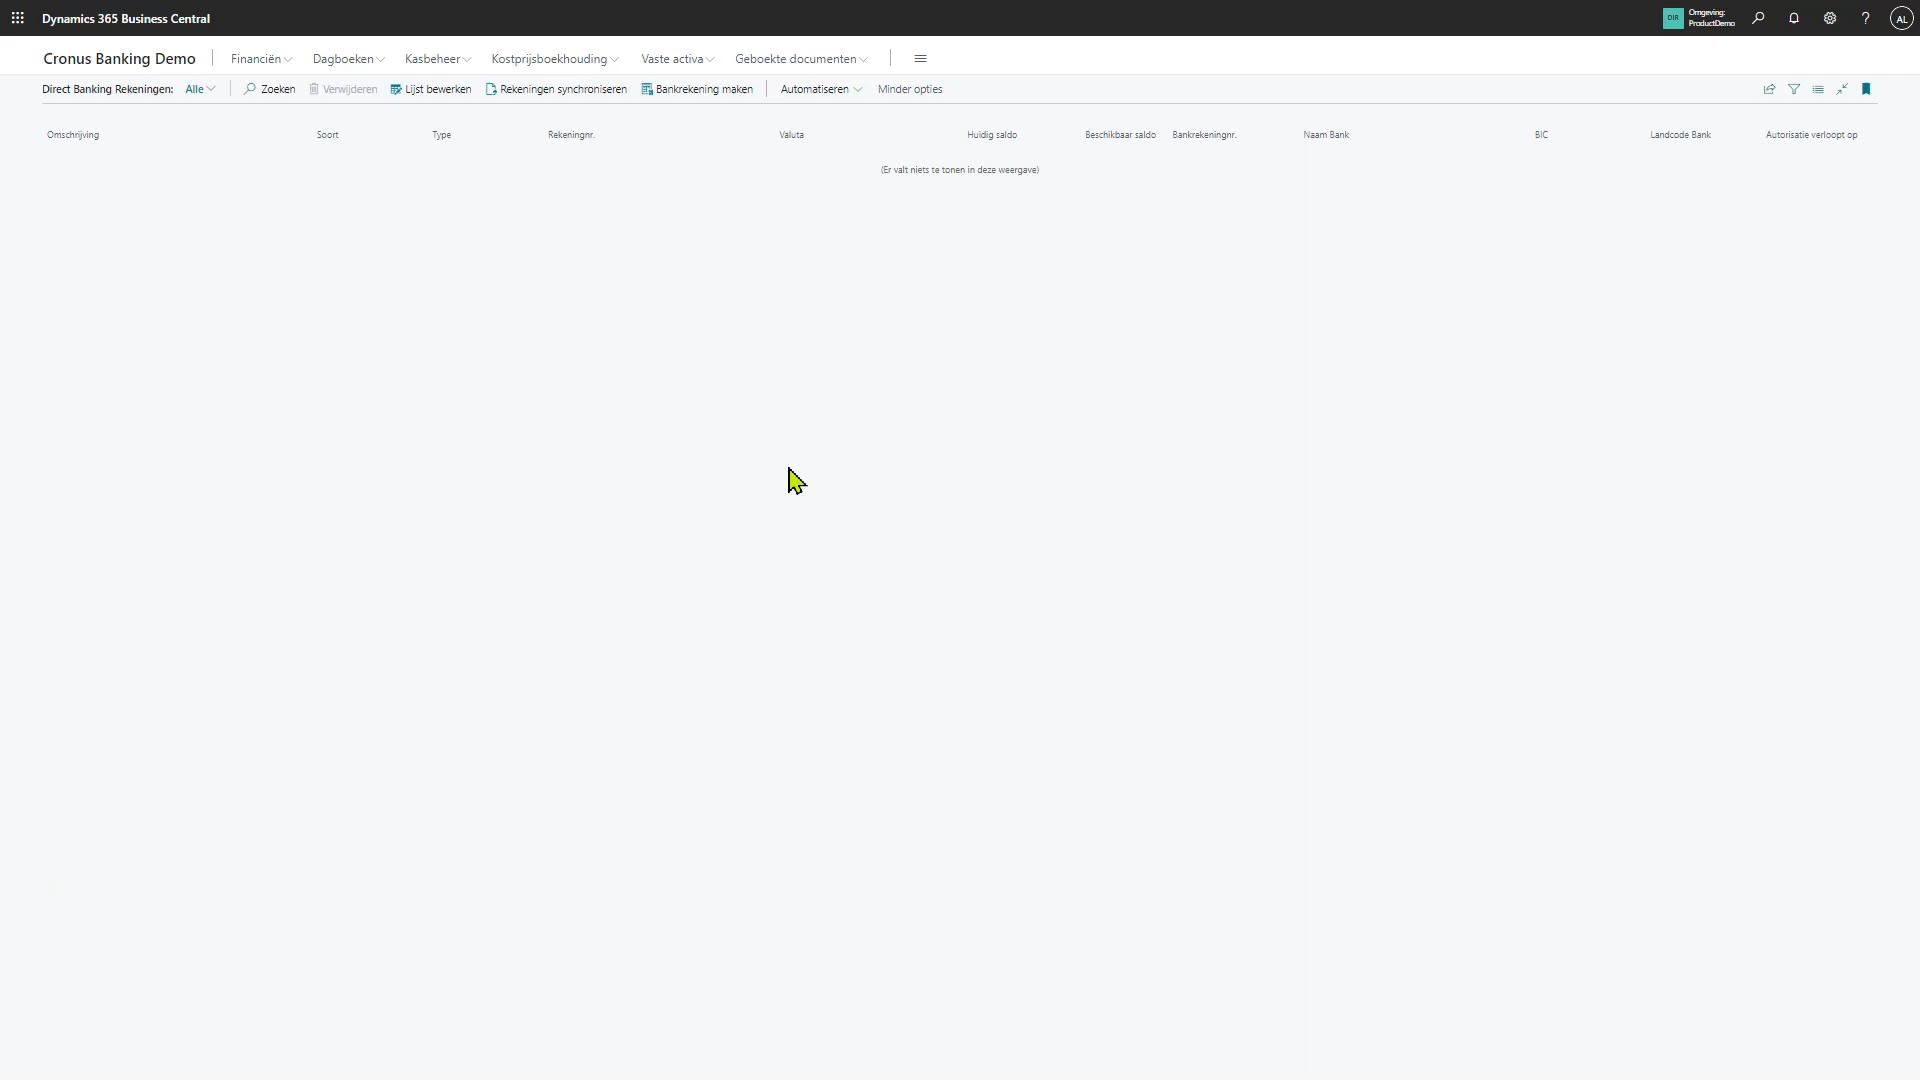 Dynamics 365 Business Central
DIR
Omgeving:
ProductDemo
?
AL
Cronus Banking Demo
Financiën
Dagboeken
Kasbeheer
Kostprijsboekhouding
Vaste activa
Geboekte documenten
Direct Banking Rekeningen:
Alle
Zoeken
Verwijderen
Lijst bewerken
Rekeningen synchroniseren
Bankrekening maken
Automatiseren
Minder opties
Omschrijving
Soort
Type
Rekeningnr.
Valuta
Huidig saldo
Beschikbaar saldo
Bankrekeningnr.
Naam Bank
BIC
Landcode Bank
Autorisatie verloopt op
(Er valt niets te tonen in deze weergave)